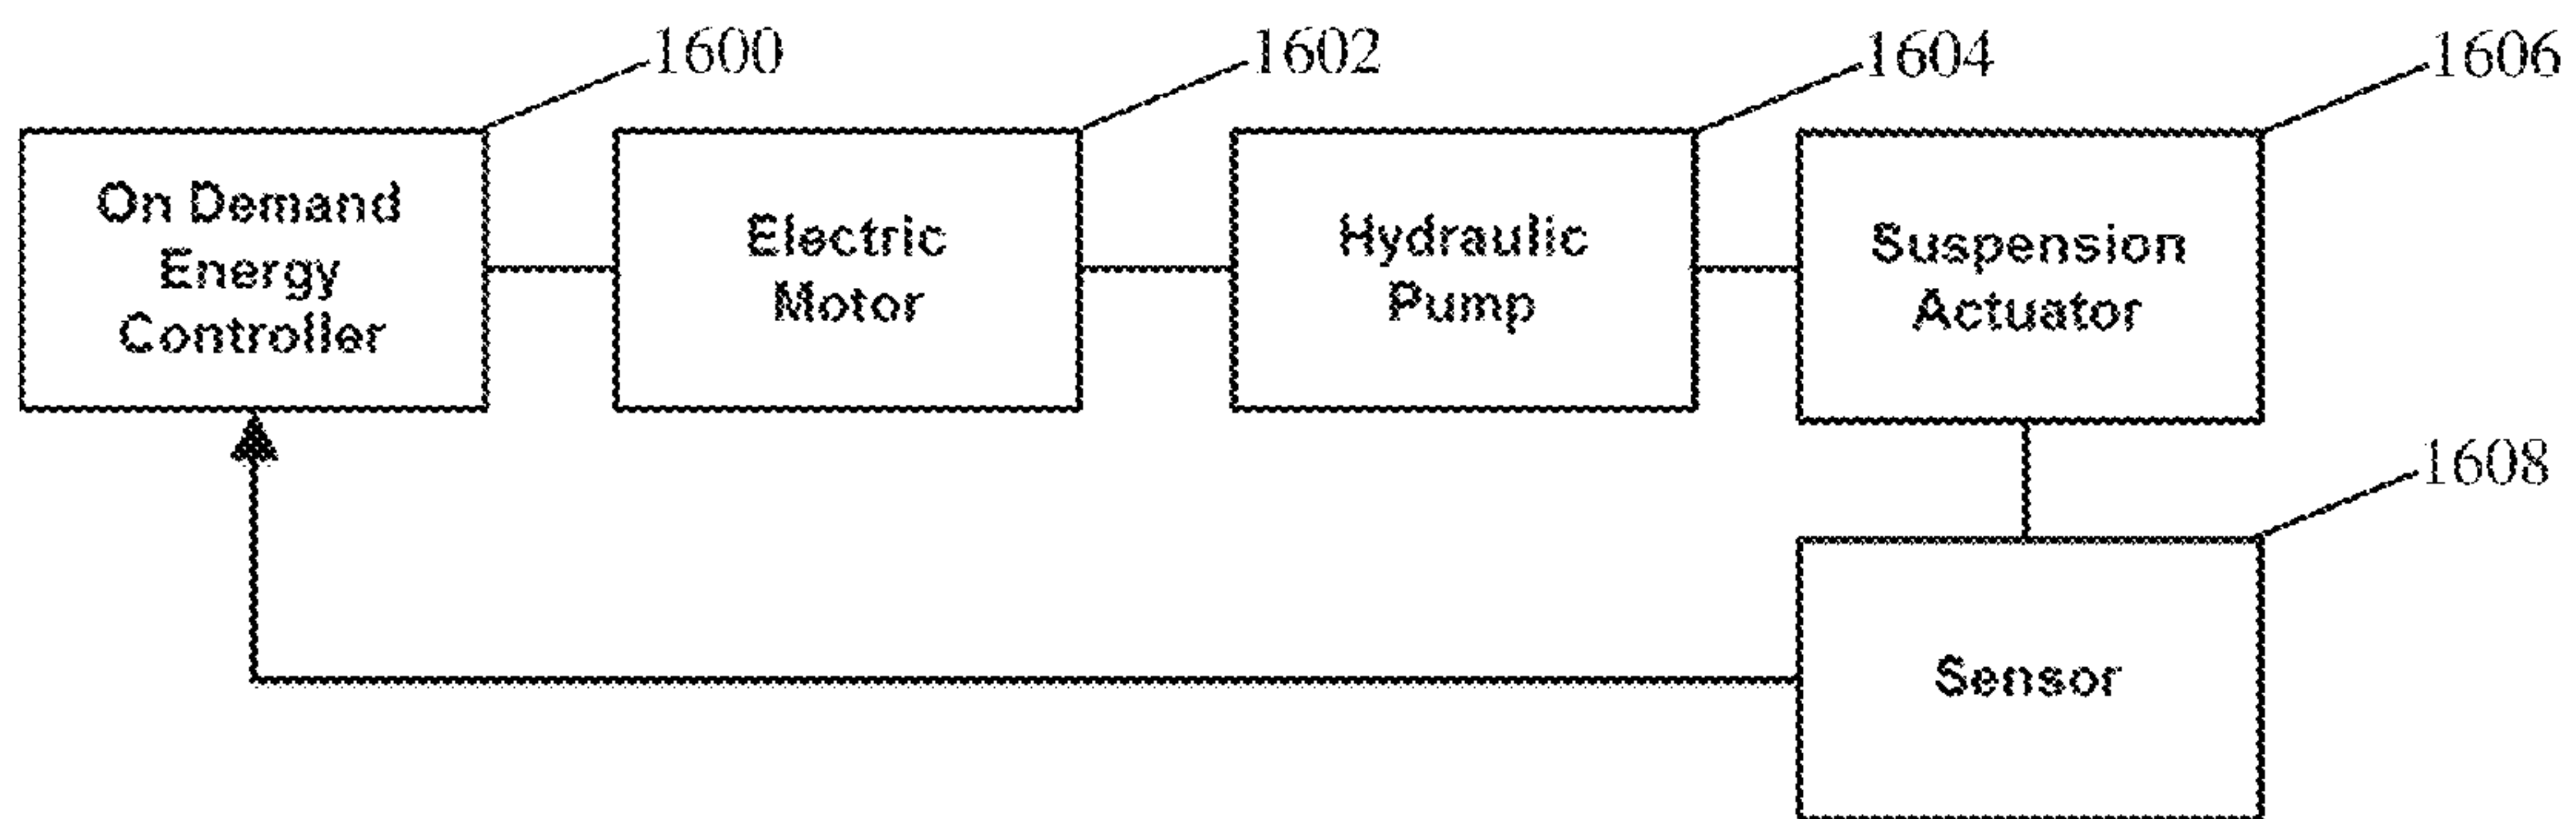 1600
1602
1604
1606
On Demand
Energy
Controller
Electric
Motor
Hydraulic
Pump
Suspension
Actuator
1608
Sensor